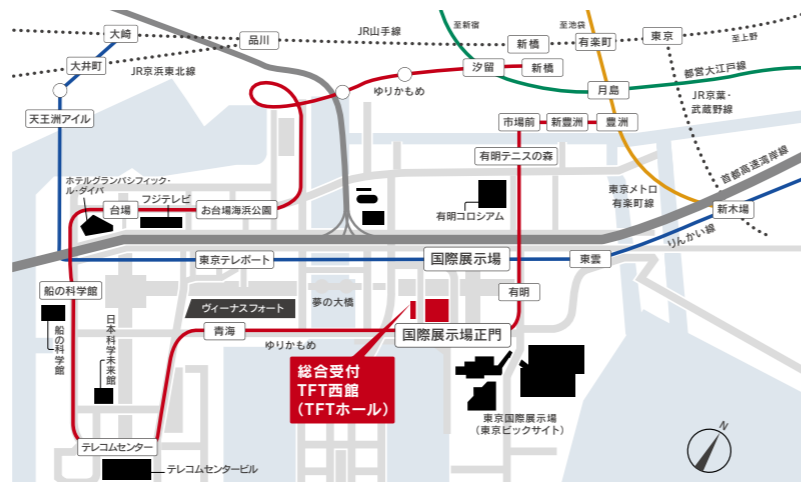 大崎
品川
JR山手線
至新宿
至池袋
新橋
有楽町
東京
至上野
大井町
JR京浜東北線
汐留
新橋
都営大江戸線
ゆりかもめ
月島
JR京葉・
武蔵野線
天王洲アイル
市場前
新豊洲
豊洲
有明テニスの森
首都高速湾岸線
ホテルグランパシフィック・
ル・ダイバ
台場
フジテレビ
お台場海浜公園
有明コロシアム
東京メトロ
有楽町線
新木場
りんかい線
東京テレポート
国際展示場
東雲
船の科学館
有明
ヴィーナスフォート
夢の大橋
船の科学館
日本科学未来館
青海
ゆりかもめ
国際展示場正門
総合受付
TFT西館
(TFTホール)
東京国際展示場
(東京ビックサイト)
テレコムセンター
テレコムセンタービル
N